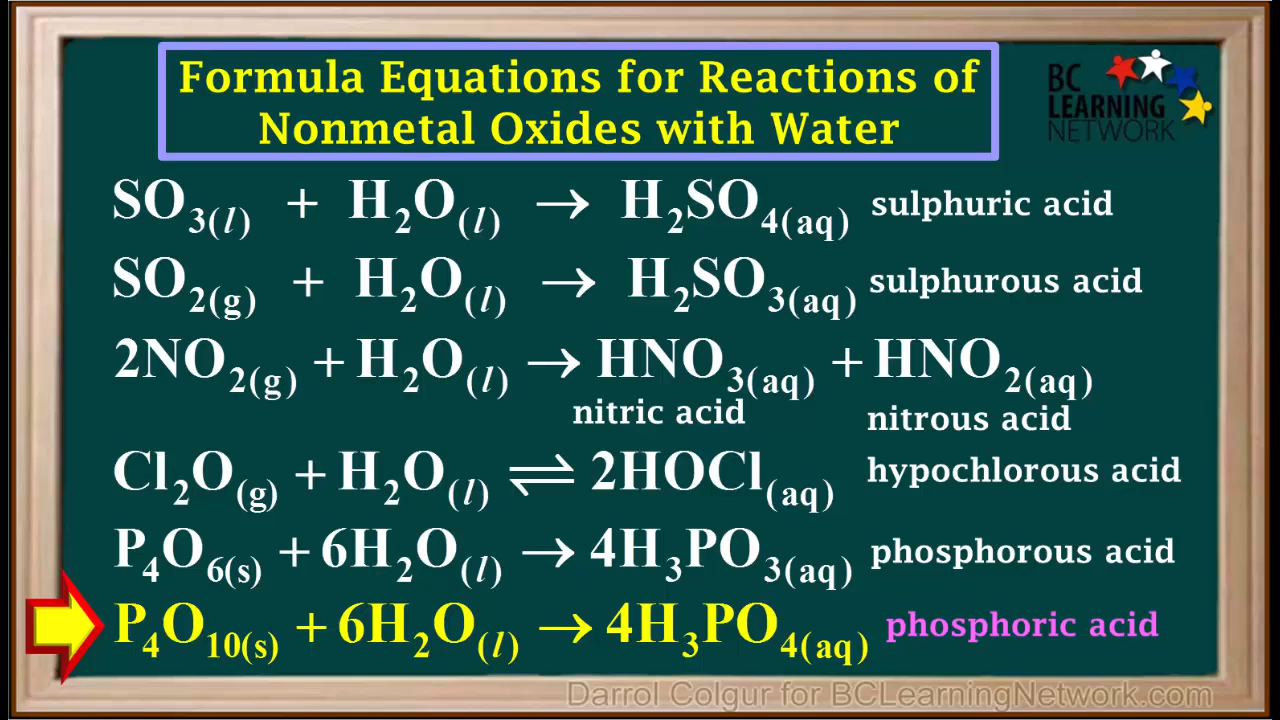 Formula Equations for Reactions of
Nonmetal Oxides with Water
BC
LEARNING
NETWORK
SO₃(l) + H₂O(l) → H₂SO₄(aq) sulphuric acid
SO₂(g) + H₂O(l) → H₂SO₃(aq) sulphurous acid
2NO₂(g) + H₂O(l) → HNO₃(aq) + HNO₂(aq)
nitric acid nitrous acid
Cl₂O(g) + H₂O(l) ⇌ 2HOCl(aq) hypochlorous acid
P₄O₆(s) + 6H₂O(l) → 4H₃PO₃(aq) phosphorous acid
P₄O₁₀(s) + 6H₂O(l) → 4H₃PO₄(aq) phosphoric acid
Darrol Colgur for BCLearningNetwork.com